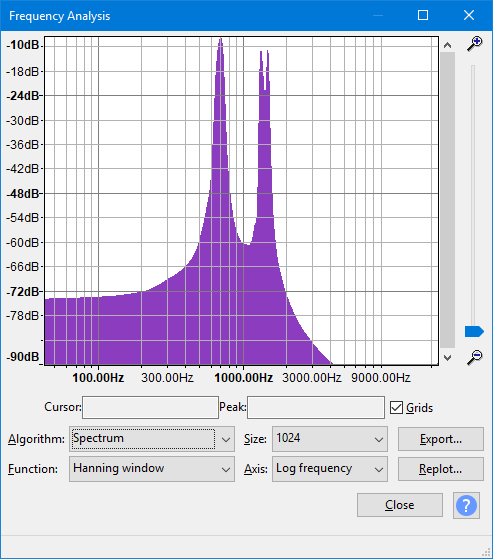 Frequency Analysis
-10dB
-18dB
-24dB
-30dB
-36dB
-42dB
-48dB
-54dB
-60dB
-66dB
-72dB
-78dB
-90dB
100.00Hz 300.00Hz 1000.00Hz 3000.00Hz 9000.00Hz
Cursor: Peak: Grids
Algorithm: Spectrum Size: 1024 Export...
Function: Hanning window Axis: Log frequency Replot...
Close ?